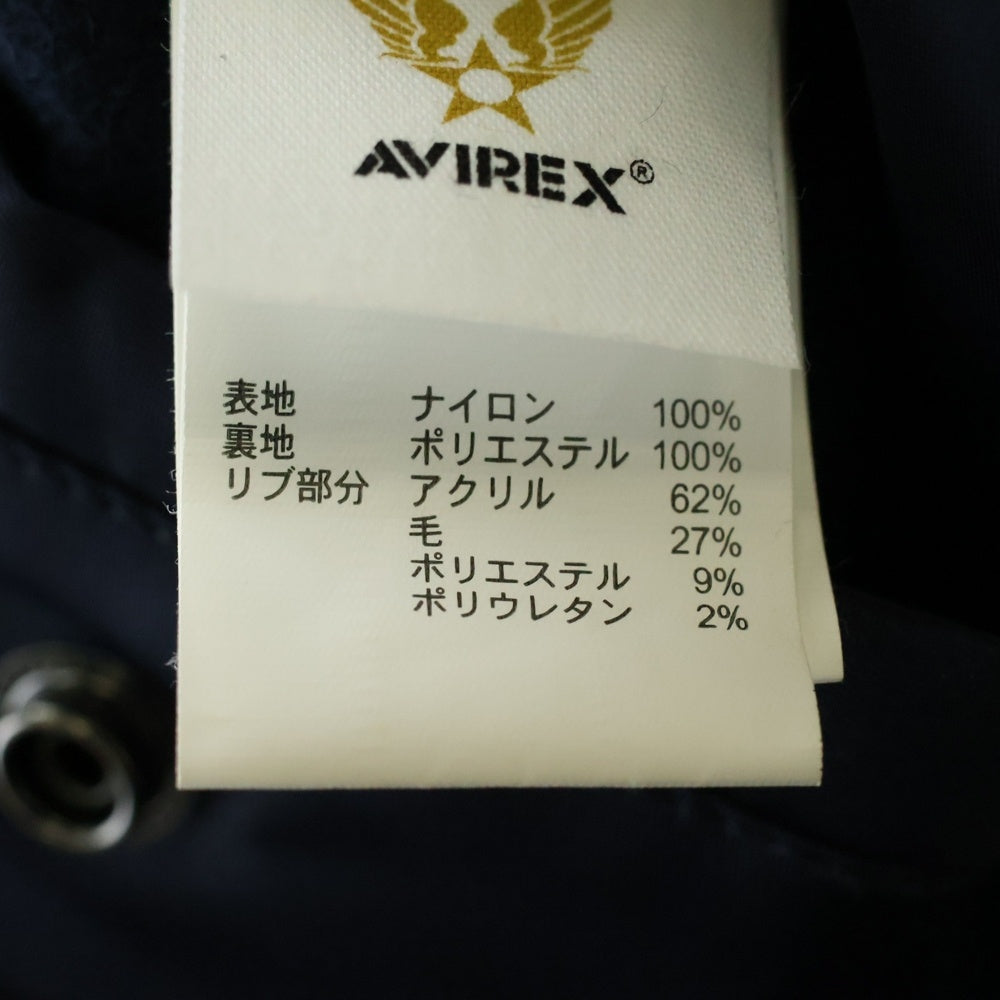 AVIREX®
表地 ナイロン 100%
裏地 ポリエステル 100%
リブ部分 アクリル 62%
毛 27%
ポリエステル 9%
ポリウレタン 2%